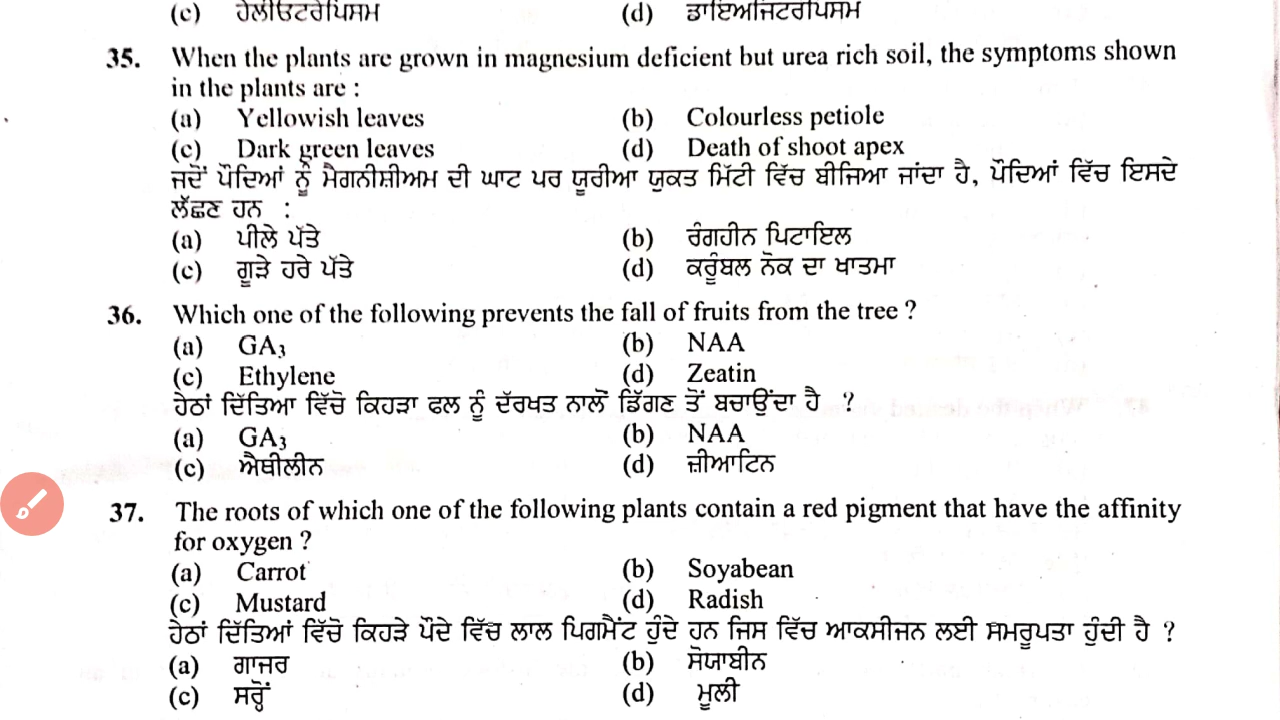 (c) ਹੇਲੀਓਟਰੋਪਿਸਮ (d) ਡਾਇਅਜਿਟਰੋਪਿਸਮ
35. When the plants are grown in magnesium deficient but urea rich soil, the symptoms shown
in the plants are :
(a) Yellowish leaves (b) Colourless petiole
(c) Dark green leaves (d) Death of shoot apex
ਜਦੋਂ ਪੌਦਿਆਂ ਨੂੰ ਮੈਗਨੀਸ਼ੀਅਮ ਦੀ ਘਾਟ ਪਰ ਯੂਰੀਆ ਯੁਕਤ ਮਿੱਟੀ ਵਿੱਚ ਬੀਜਿਆ ਜਾਂਦਾ ਹੈ, ਪੌਦਿਆਂ ਵਿੱਚ ਇਸਦੇ
ਲੱਛਣ ਹਨ :
(a) ਪੀਲੇ ਪੱਤੇ (b) ਰੰਗਹੀਨ ਪਿਟਾਇਲ
(c) ਗੂੜੇ ਹਰੇ ਪੱਤੇ (d) ਕਰੂੰਬਲ ਨੋਕ ਦਾ ਖਾਤਮਾ
36. Which one of the following prevents the fall of fruits from the tree ?
(a) GA₃ (b) NAA
(c) Ethylene (d) Zeatin
ਹੇਠਾਂ ਦਿੱਤਿਆ ਵਿੱਚੋ ਕਿਹੜਾ ਫਲ ਨੂੰ ਦੱਰਖਤ ਨਾਲੋਂ ਡਿੱਗਣ ਤੋਂ ਬਚਾਉਂਦਾ ਹੈ ?
(a) GA₃ (b) NAA
(c) ਐਥੀਲੀਨ (d) ਜ਼ੀਆਟਿਨ
37. The roots of which one of the following plants contain a red pigment that have the affinity
for oxygen ?
(a) Carrot (b) Soyabean
(c) Mustard (d) Radish
ਹੇਠਾਂ ਦਿੱਤਿਆਂ ਵਿੱਚੋ ਕਿਹੜੇ ਪੌਦੇ ਵਿੱਚ ਲਾਲ ਪਿਗਮੈਂਟ ਹੁੰਦੇ ਹਨ ਜਿਸ ਵਿੱਚ ਆਕਸੀਜਨ ਲਈ ਸਮਰੂਪਤਾ ਹੁੰਦੀ ਹੈ ?
(a) ਗਾਜਰ (b) ਸੋਯਾਬੀਨ
(c) ਸਰ੍ਹੋਂ (d) ਮੂਲੀ